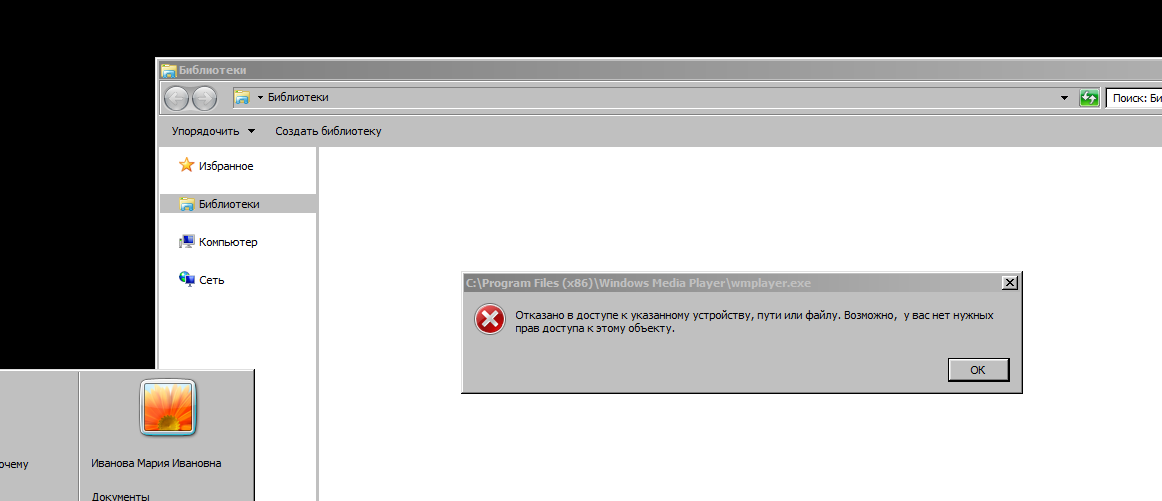 Библиотеки
Библиотеки
Поиск: Би
Упорядочить
Создать библиотеку
Избранное
Библиотеки
Компьютер
Сеть
C:\Program Files (x86)\Windows Media Player\wmplayer.exe
Отказано в доступе к указанному устройству, пути или файлу. Возможно, у вас нет нужных
прав доступа к этому объекту.
OK
очему
Иванова Мария Ивановна
Документы